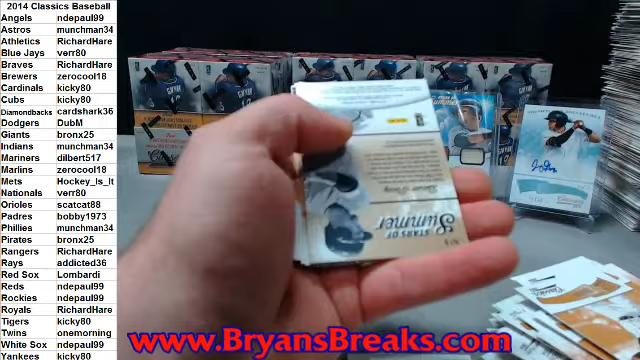 2014 Classics Baseball
Angels ndepaul99
Astros munchman34
Athletics RichardHare
Blue Jays verr80
Braves RichardHare
Brewers zerocool18
Cardinals kicky80
Cubs kicky80
Diamondbacks cardshark36
Dodgers DubM
Giants bronx25
Indians munchman34
Mariners dilbert517
Marlins zerocool18
Mets Hockey_Is_It
Nationals verr80
Orioles scatcat88
Padres bobby1973
Phillies munchman34
Pirates bronx25
Rangers RichardHare
Rays addicted36
Red Sox Lombardi
Reds ndepaul99
Rockies ndepaul99
Royals RichardHare
Tigers kicky80
Twins onemorning
White Sox ndepaul99
Yankees kicky80
GWYNN
GWYNN
STARS OF
Summer
www.BryansBreaks.com